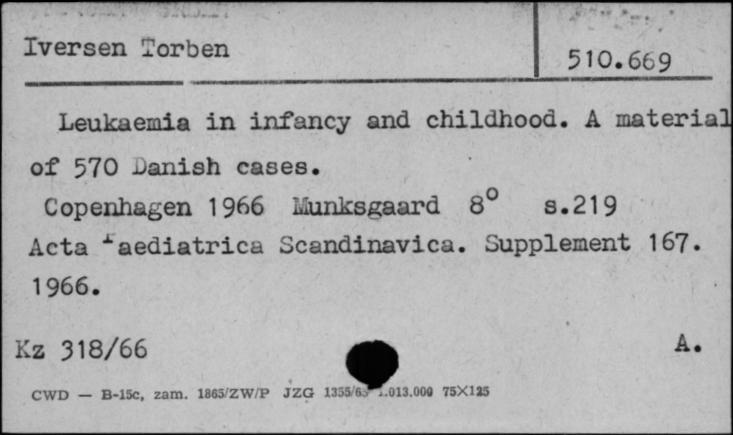 Iversen Torben
510.669
Leukaemia in infancy and childhood. A material
of 570 Danish cases.
Copenhagen 1966 Munksgaard 8° s.219
Acta Paediatrica Scandinavica. Supplement 167.
1966.
Kz 318/66
A.
CWD — B-15c, zam. 1865/ZW/P JZG 1355/65 1.013.000 75X125